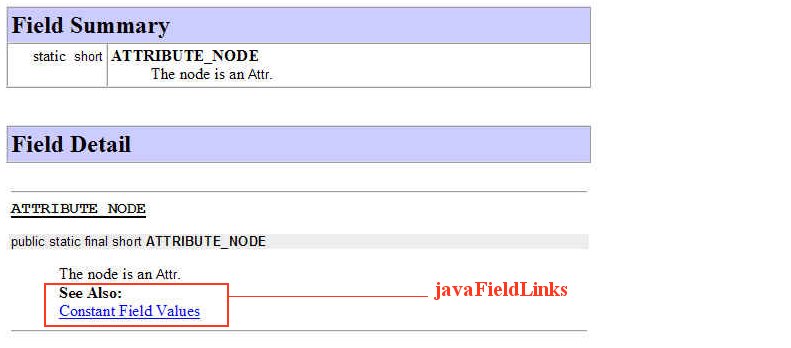 Field Summary
static short ATTRIBUTE_NODE
The node is an Attr.
Field Detail
ATTRIBUTE_NODE
public static final short ATTRIBUTE_NODE
The node is an Attr.
See Also:
Constant Field Values
javaFieldLinks